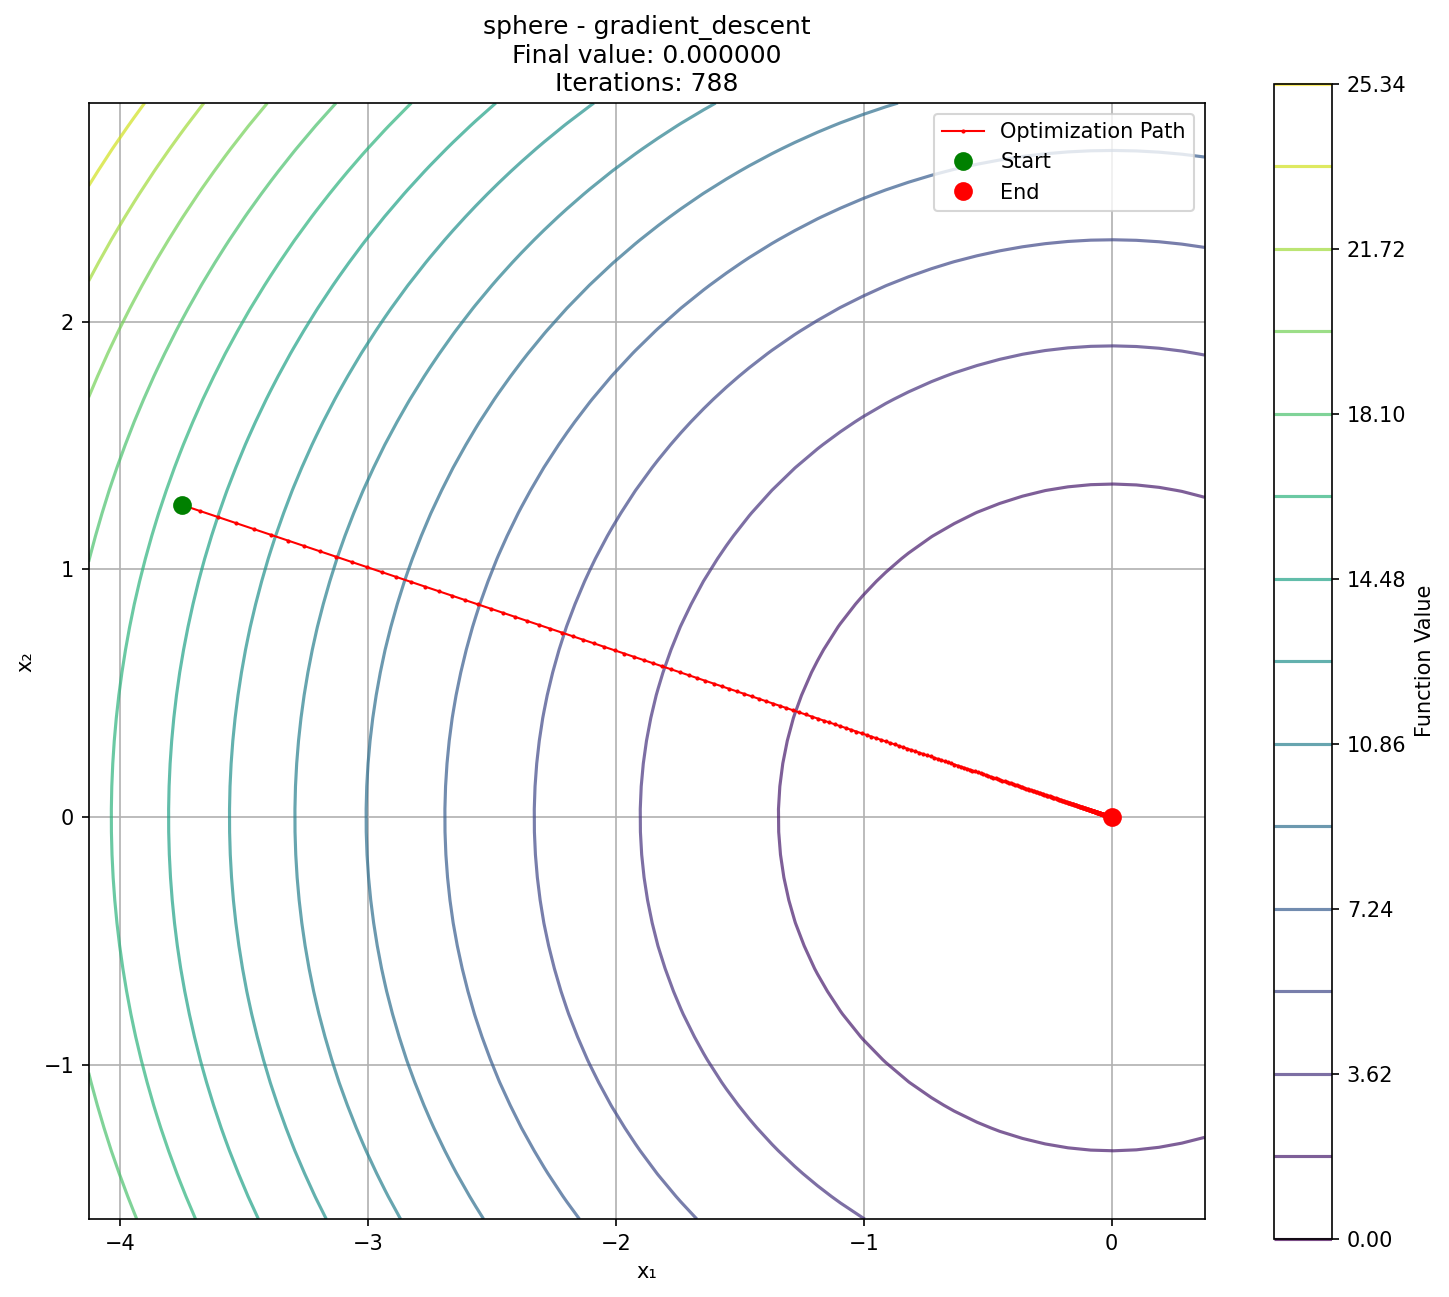 sphere - gradient_descent
Final value: 0.000000
Iterations: 788
Optimization Path
Start
End
2
1
0
−1
−4
−3
−2
−1
0
x₁
x₂
25.34
21.72
18.10
14.48
10.86
7.24
3.62
0.00
Function Value